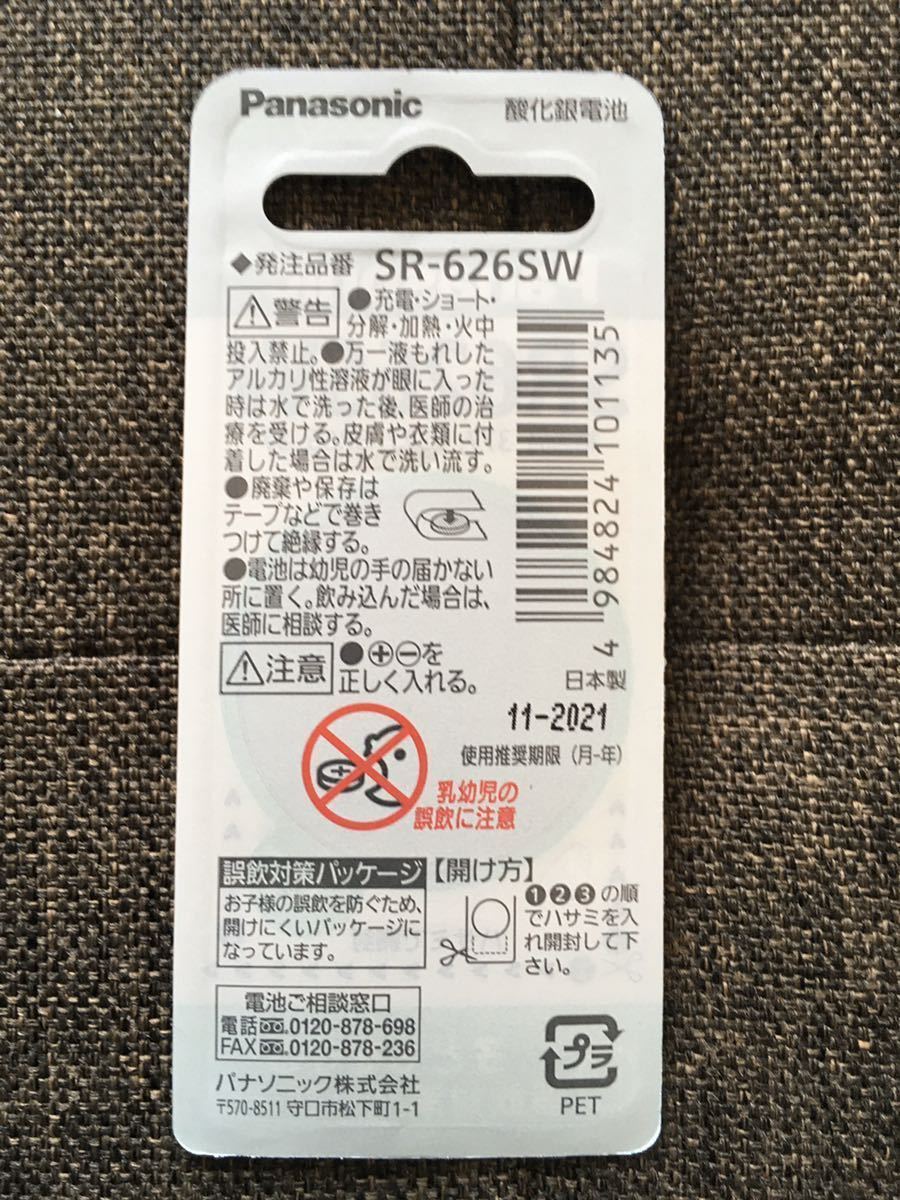 Panasonic 酸化銀電池
◆発注品番 SR-626SW
⚠警告 ●充電・ショート・
分解・加熱・火中
投入禁止。●万一液もれした
アルカリ性溶液が眼に入った
時は水で洗った後、医師の治
療を受ける。皮膚や衣類に付
着した場合は水で洗い流す。
●廃棄や保存は
テープなどで巻き
つけて絶縁する。
●電池は幼児の手の届かない
所に置く。飲み込んだ場合は、
医師に相談する。
⚠注意 ●⊕⊖を
正しく入れる。
4 984824 101135
日本製
11-2021
使用推奨期限（月-年）
乳幼児の
誤飲に注意
誤飲対策パッケージ
お子様の誤飲を防ぐため、
開けにくいパッケージに
なっています。
【開け方】
❶❷❸の順
でハサミを入
れ開封して下
さい。
電池ご相談窓口
電話 0120-878-698
FAX 0120-878-236
パナソニック株式会社
〒570-8511 守口市松下町1-1
プラ
PET